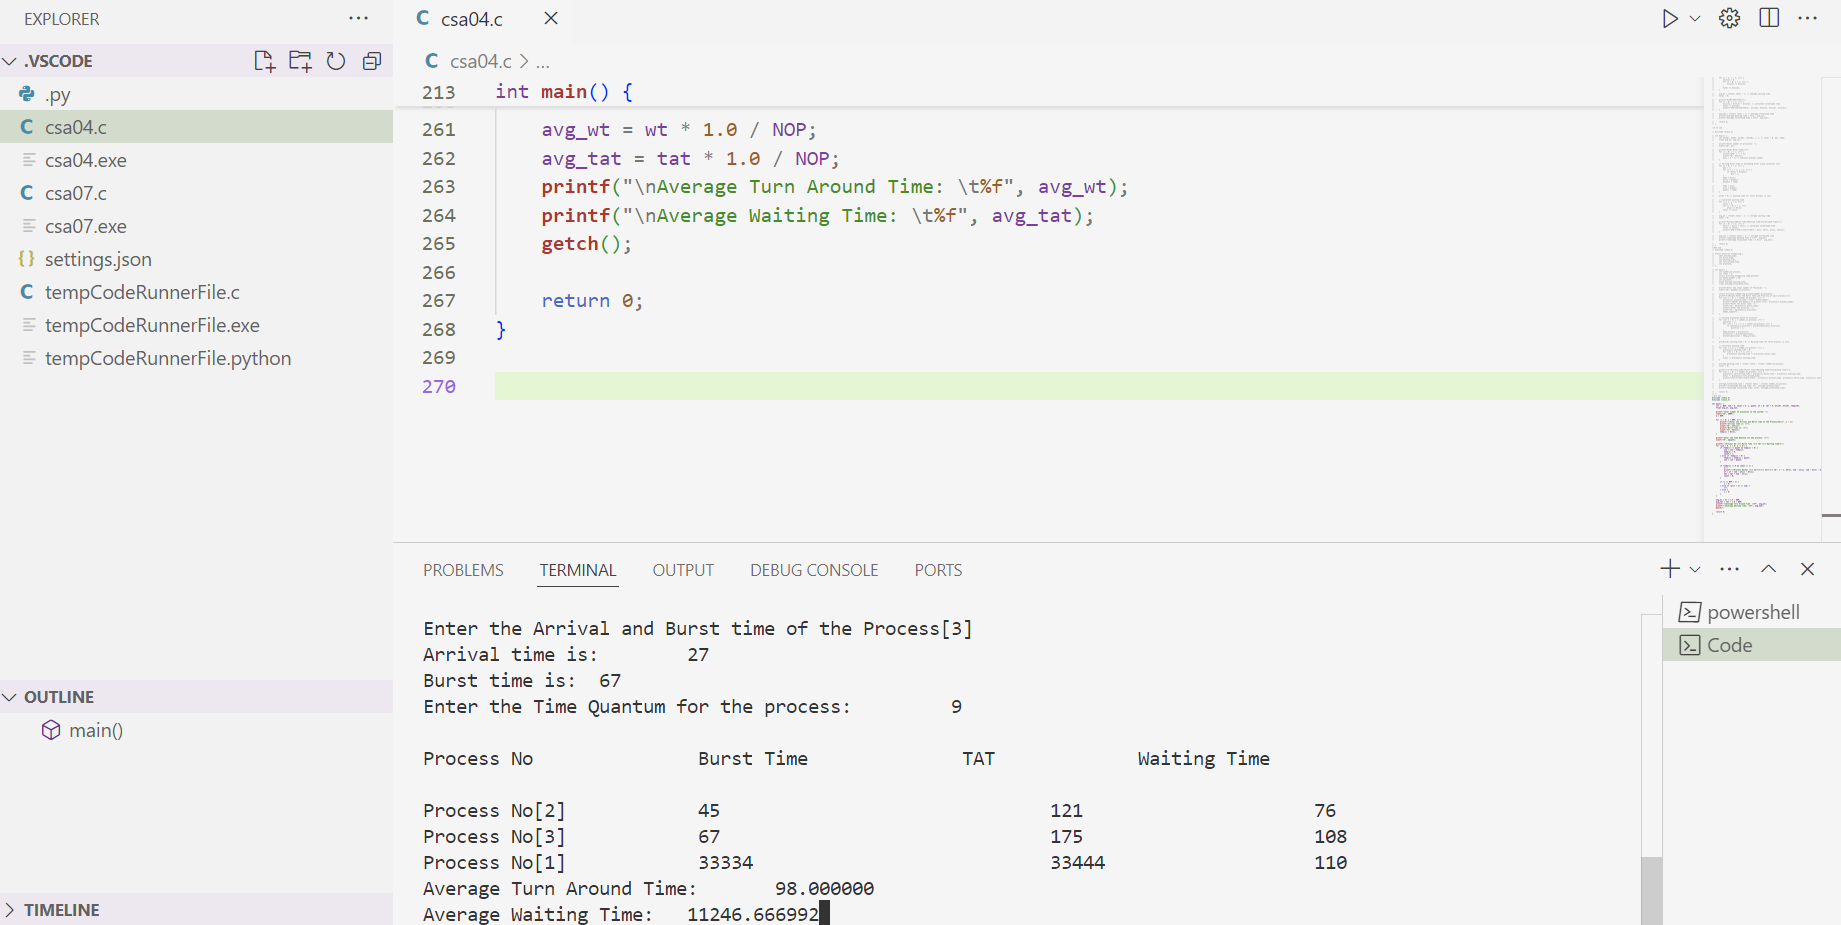 EXPLORER
.VSCODE
.py
csa04.c
csa04.exe
csa07.c
csa07.exe
settings.json
tempCodeRunnerFile.c
tempCodeRunnerFile.exe
tempCodeRunnerFile.python
OUTLINE
main()
TIMELINE
C csa04.c
C csa04.c > ...
213 int main() {
261 avg_wt = wt * 1.0 / NOP;
262 avg_tat = tat * 1.0 / NOP;
263 printf("\nAverage Turn Around Time: \t%f", avg_wt);
264 printf("\nAverage Waiting Time: \t%f", avg_tat);
265 getch();
266
267 return 0;
268 }
269
270
PROBLEMS TERMINAL OUTPUT DEBUG CONSOLE PORTS
Enter the Arrival and Burst time of the Process[3]
Arrival time is: 27
Burst time is: 67
Enter the Time Quantum for the process: 9
Process No Burst Time TAT Waiting Time
Process No[2] 45 121 76
Process No[3] 67 175 108
Process No[1] 33334 33444 110
Average Turn Around Time: 98.000000
Average Waiting Time: 11246.666992
powershell
Code